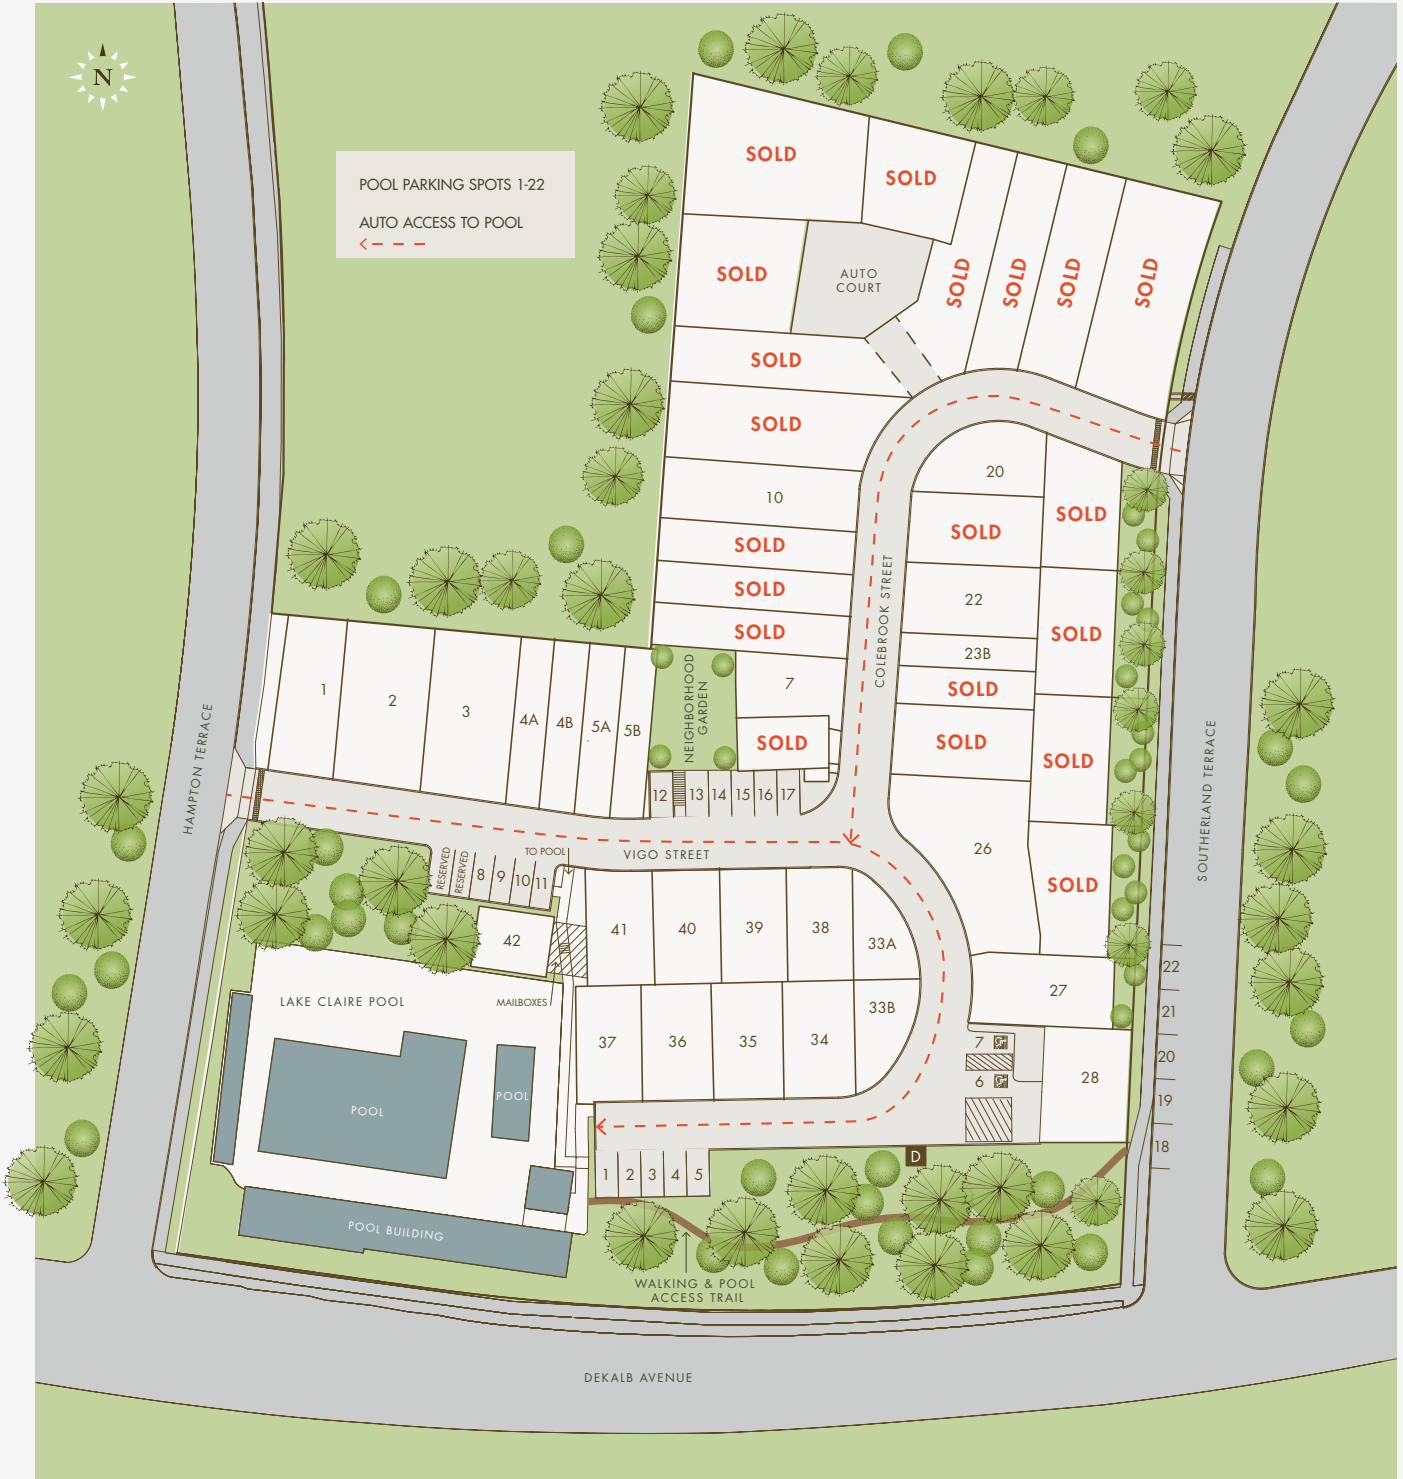 N
POOL PARKING SPOTS 1-22
AUTO ACCESS TO POOL
SOLD
SOLD
SOLD
AUTO
COURT
SOLD
SOLD
SOLD
SOLD
SOLD
SOLD
10
SOLD
SOLD
SOLD
20
SOLD
SOLD
22
SOLD
23B
SOLD
SOLD
SOLD
COLEBROOK STREET
NEIGHBORHOOD
GARDEN
7
SOLD
1
2
3
4A
4B
5A
5B
HAMPTON TERRACE
SOUTHERLAND TERRACE
12
13
14
15
16
17
26
SOLD
TO POOL
VIGO STREET
RESERVED
RESERVED
8
9
10
11
42
41
40
39
38
33A
MAILBOXES
LAKE CLAIRE POOL
37
36
35
34
33B
27
22
21
20
19
18
7
6
28
POOL
POOL
POOL BUILDING
1
2
3
4
5
D
WALKING & POOL
ACCESS TRAIL
DEKALB AVENUE